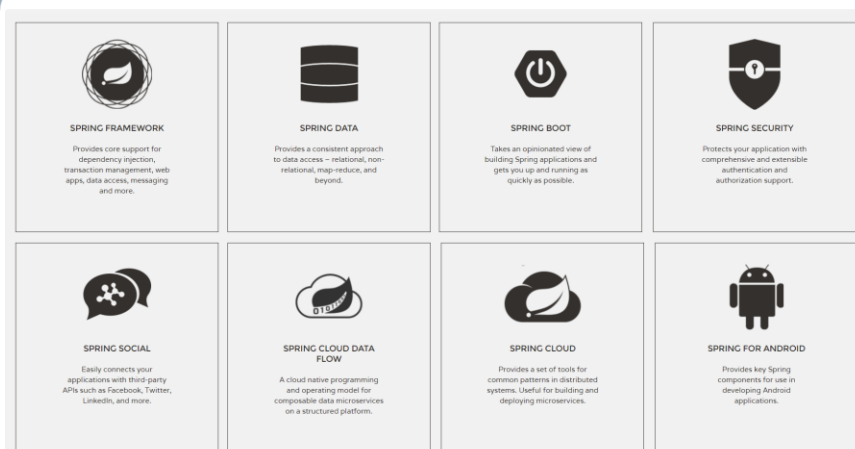 SPRING FRAMEWORK
Provides core support for
dependency injection,
transaction management, web
apps, data access, messaging
and more.
SPRING DATA
Provides a consistent approach
to data access – relational, non-
relational, map-reduce, and
beyond.
SPRING BOOT
Takes an opinionated view of
building Spring applications and
gets you up and running as
quickly as possible.
SPRING SECURITY
Protects your application with
comprehensive and extensible
authentication and
authorization support.
SPRING SOCIAL
Easily connects your
applications with third-party
APIs such as Facebook, Twitter,
LinkedIn, and more.
010
SPRING CLOUD DATA
FLOW
A cloud native programming
and operating model for
composable data microservices
on a structured platform.
SPRING CLOUD
Provides a set of tools for
common patterns in distributed
systems. Useful for building and
deploying microservices.
SPRING FOR ANDROID
Provides key Spring
components for use in
developing Android
applications.